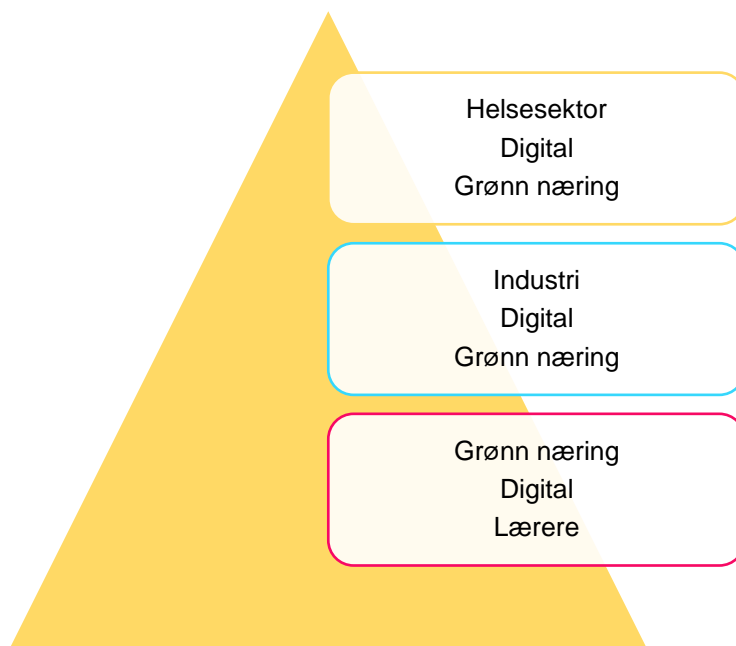 Helsesektor
Digital
Grønn næring
Industri
Digital
Grønn næring
Grønn næring
Digital
Lærere